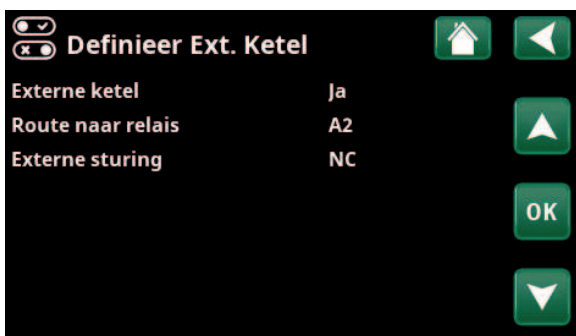 Definieer Ext. Ketel
Externe ketel Ja
Route naar relais A2
Externe sturing NC
OK